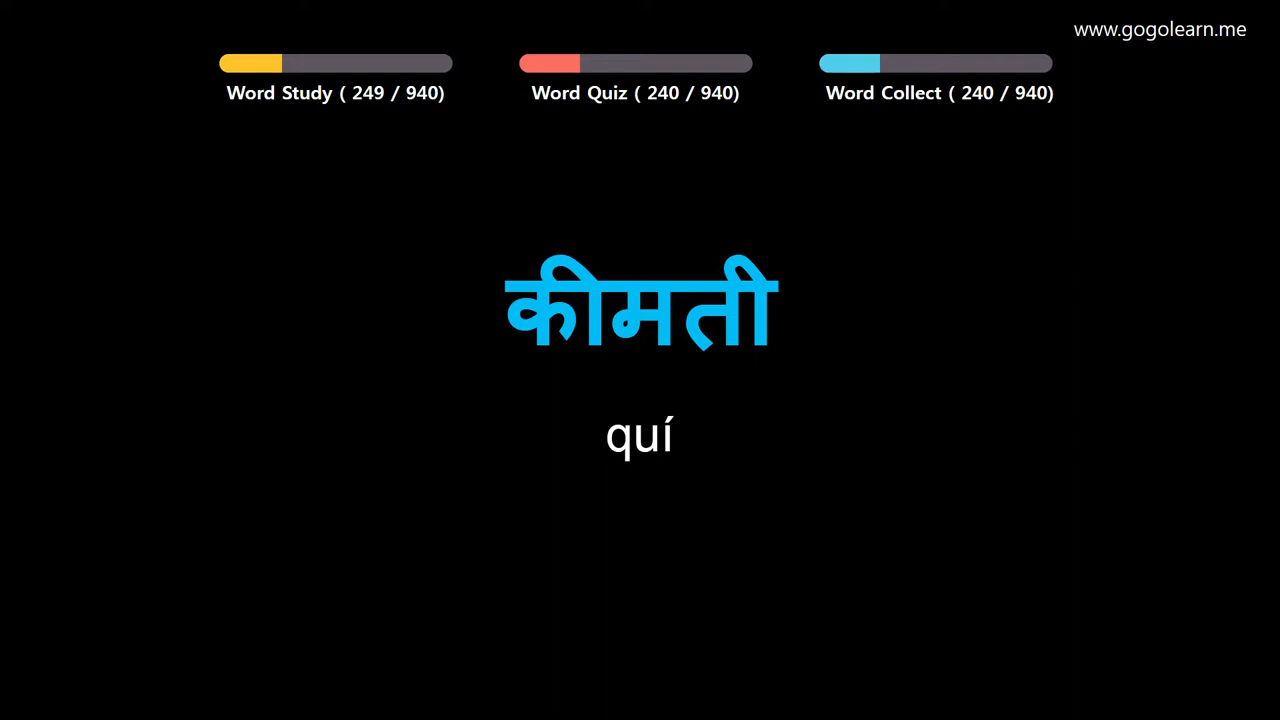 www.gogolearn.me
Word Study ( 249 / 940)
Word Quiz ( 240 / 940)
Word Collect ( 240 / 940)
कीमती
quí